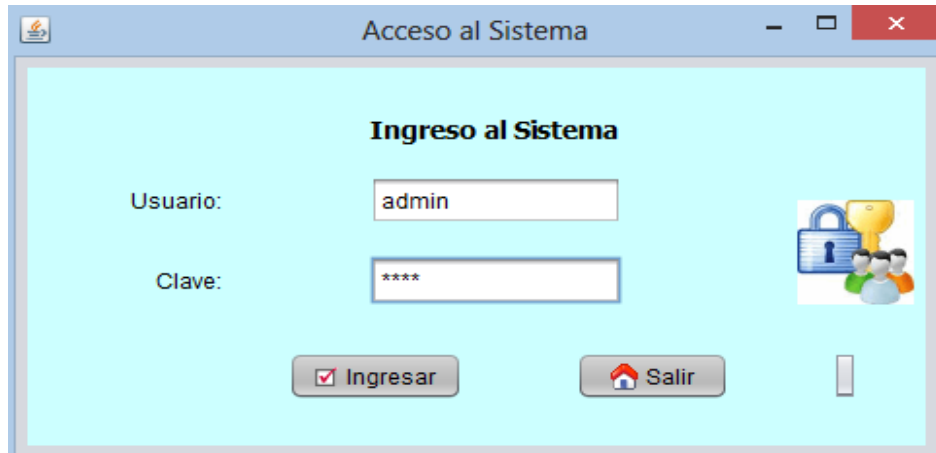 Acceso al Sistema
Ingreso al Sistema
Usuario: admin
Clave: ****
Ingresar Salir